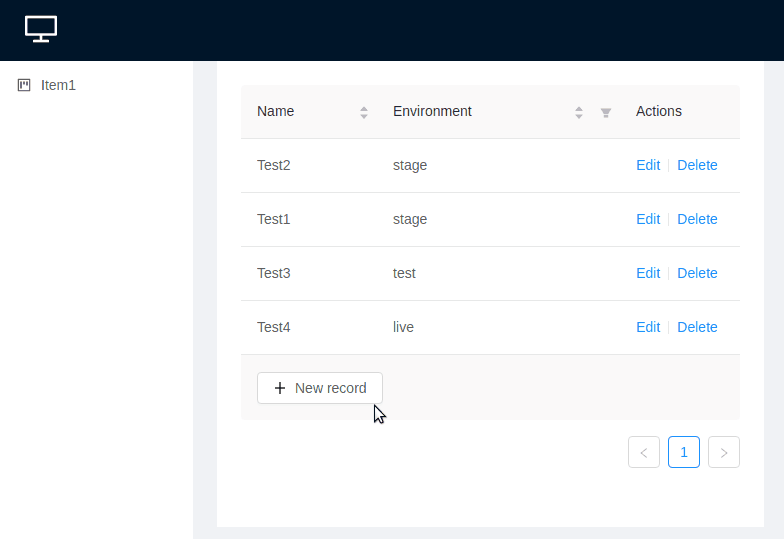 Item1
Name Environment Actions
Test2 stage Edit Delete
Test1 stage Edit Delete
Test3 test Edit Delete
Test4 live Edit Delete
New record
1